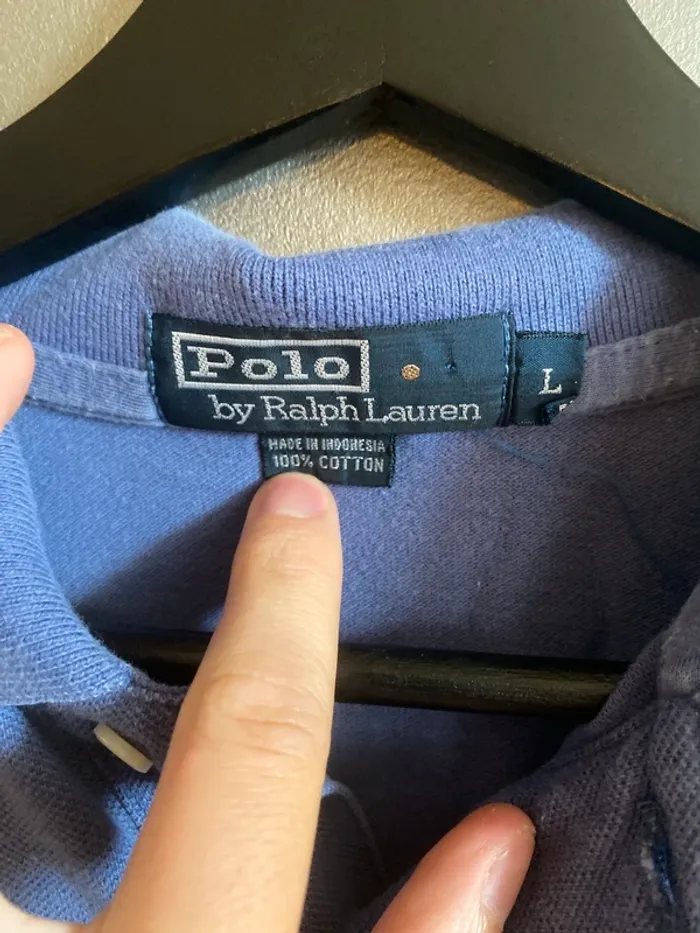 Polo
by Ralph Lauren
L
MADE IN INDONESIA
100% COTTON